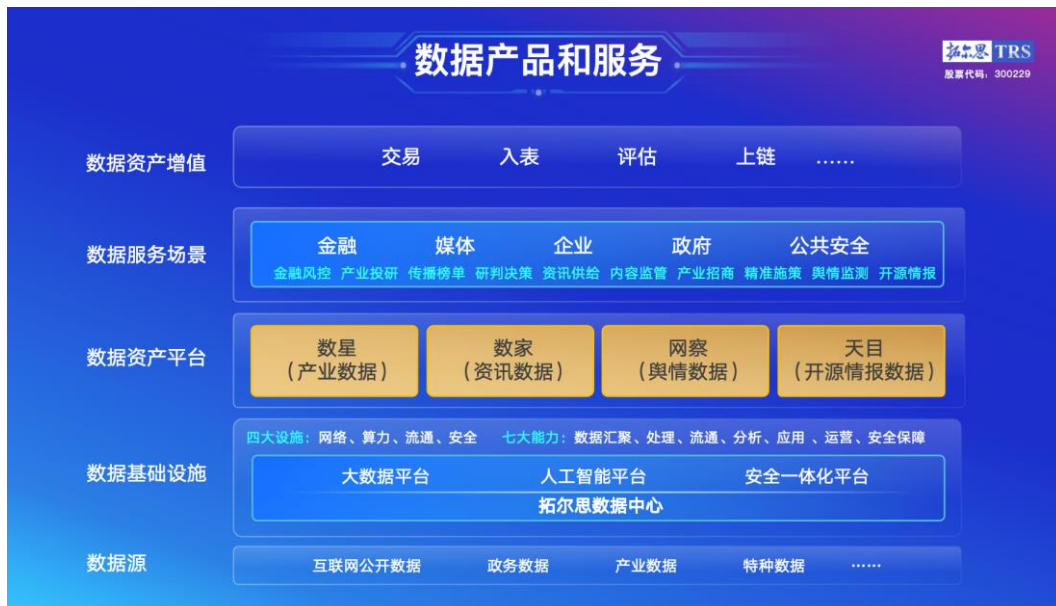 数据产品和服务
拓尔思 TRS
股票代码：300229
数据资产增值
交易 入表 评估 上链 ……
数据服务场景
金融 媒体 企业 政府 公共安全
金融风控 产业投研 传播榜单 研判决策 资讯供给 内容监管 产业招商 精准施策 舆情监测 开源情报
数据资产平台
数星 数家 网察 天目
（产业数据） （资讯数据） （舆情数据） （开源情报数据）
四大设施：网络、算力、流通、安全 七大能力：数据汇聚、处理、流通、分析、应用 、运营、安全保障
数据基础设施
大数据平台 人工智能平台 安全一体化平台
拓尔思数据中心
数据源
互联网公开数据 政务数据 产业数据 特种数据 ……